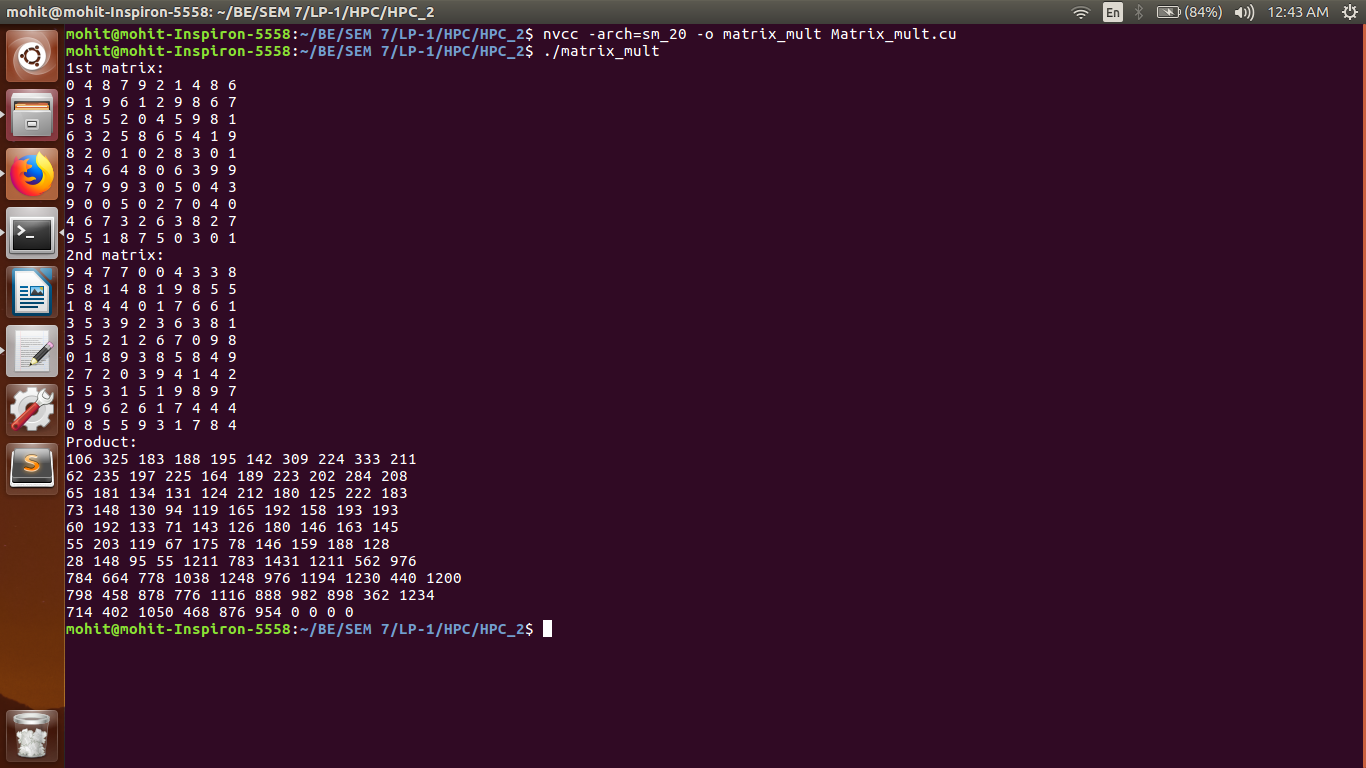 mohit@mohit-Inspiron-5558: ~/BE/SEM 7/LP-1/HPC/HPC_2 En (84%) 12:43 AM
mohit@mohit-Inspiron-5558:~/BE/SEM 7/LP-1/HPC/HPC_2$ nvcc -arch=sm_20 -o matrix_mult Matrix_mult.cu
mohit@mohit-Inspiron-5558:~/BE/SEM 7/LP-1/HPC/HPC_2$ ./matrix_mult
1st matrix:
0 4 8 7 9 2 1 4 8 6
9 1 9 6 1 2 9 8 6 7
5 8 5 2 0 4 5 9 8 1
6 3 2 5 8 6 5 4 1 9
8 2 0 1 0 2 8 3 0 1
3 4 6 4 8 0 6 3 9 9
9 7 9 9 3 0 5 0 4 3
9 0 0 5 0 2 7 0 4 0
4 6 7 3 2 6 3 8 2 7
9 5 1 8 7 5 0 3 0 1
2nd matrix:
9 4 7 7 0 0 4 3 3 8
5 8 1 4 8 1 9 8 5 5
1 8 4 4 0 1 7 6 6 1
3 5 3 9 2 3 6 3 8 1
3 5 2 1 2 6 7 0 9 8
0 1 8 9 3 8 5 8 4 9
2 7 2 0 3 9 4 1 4 2
5 5 3 1 5 1 9 8 9 7
1 9 6 2 6 1 7 4 4 4
0 8 5 5 9 3 1 7 8 4
Product:
106 325 183 188 195 142 309 224 333 211
62 235 197 225 164 189 223 202 284 208
65 181 134 131 124 212 180 125 222 183
73 148 130 94 119 165 192 158 193 193
60 192 133 71 143 126 180 146 163 145
55 203 119 67 175 78 146 159 188 128
28 148 95 55 1211 783 1431 1211 562 976
784 664 778 1038 1248 976 1194 1230 440 1200
798 458 878 776 1116 888 982 898 362 1234
714 402 1050 468 876 954 0 0 0 0
mohit@mohit-Inspiron-5558:~/BE/SEM 7/LP-1/HPC/HPC_2$